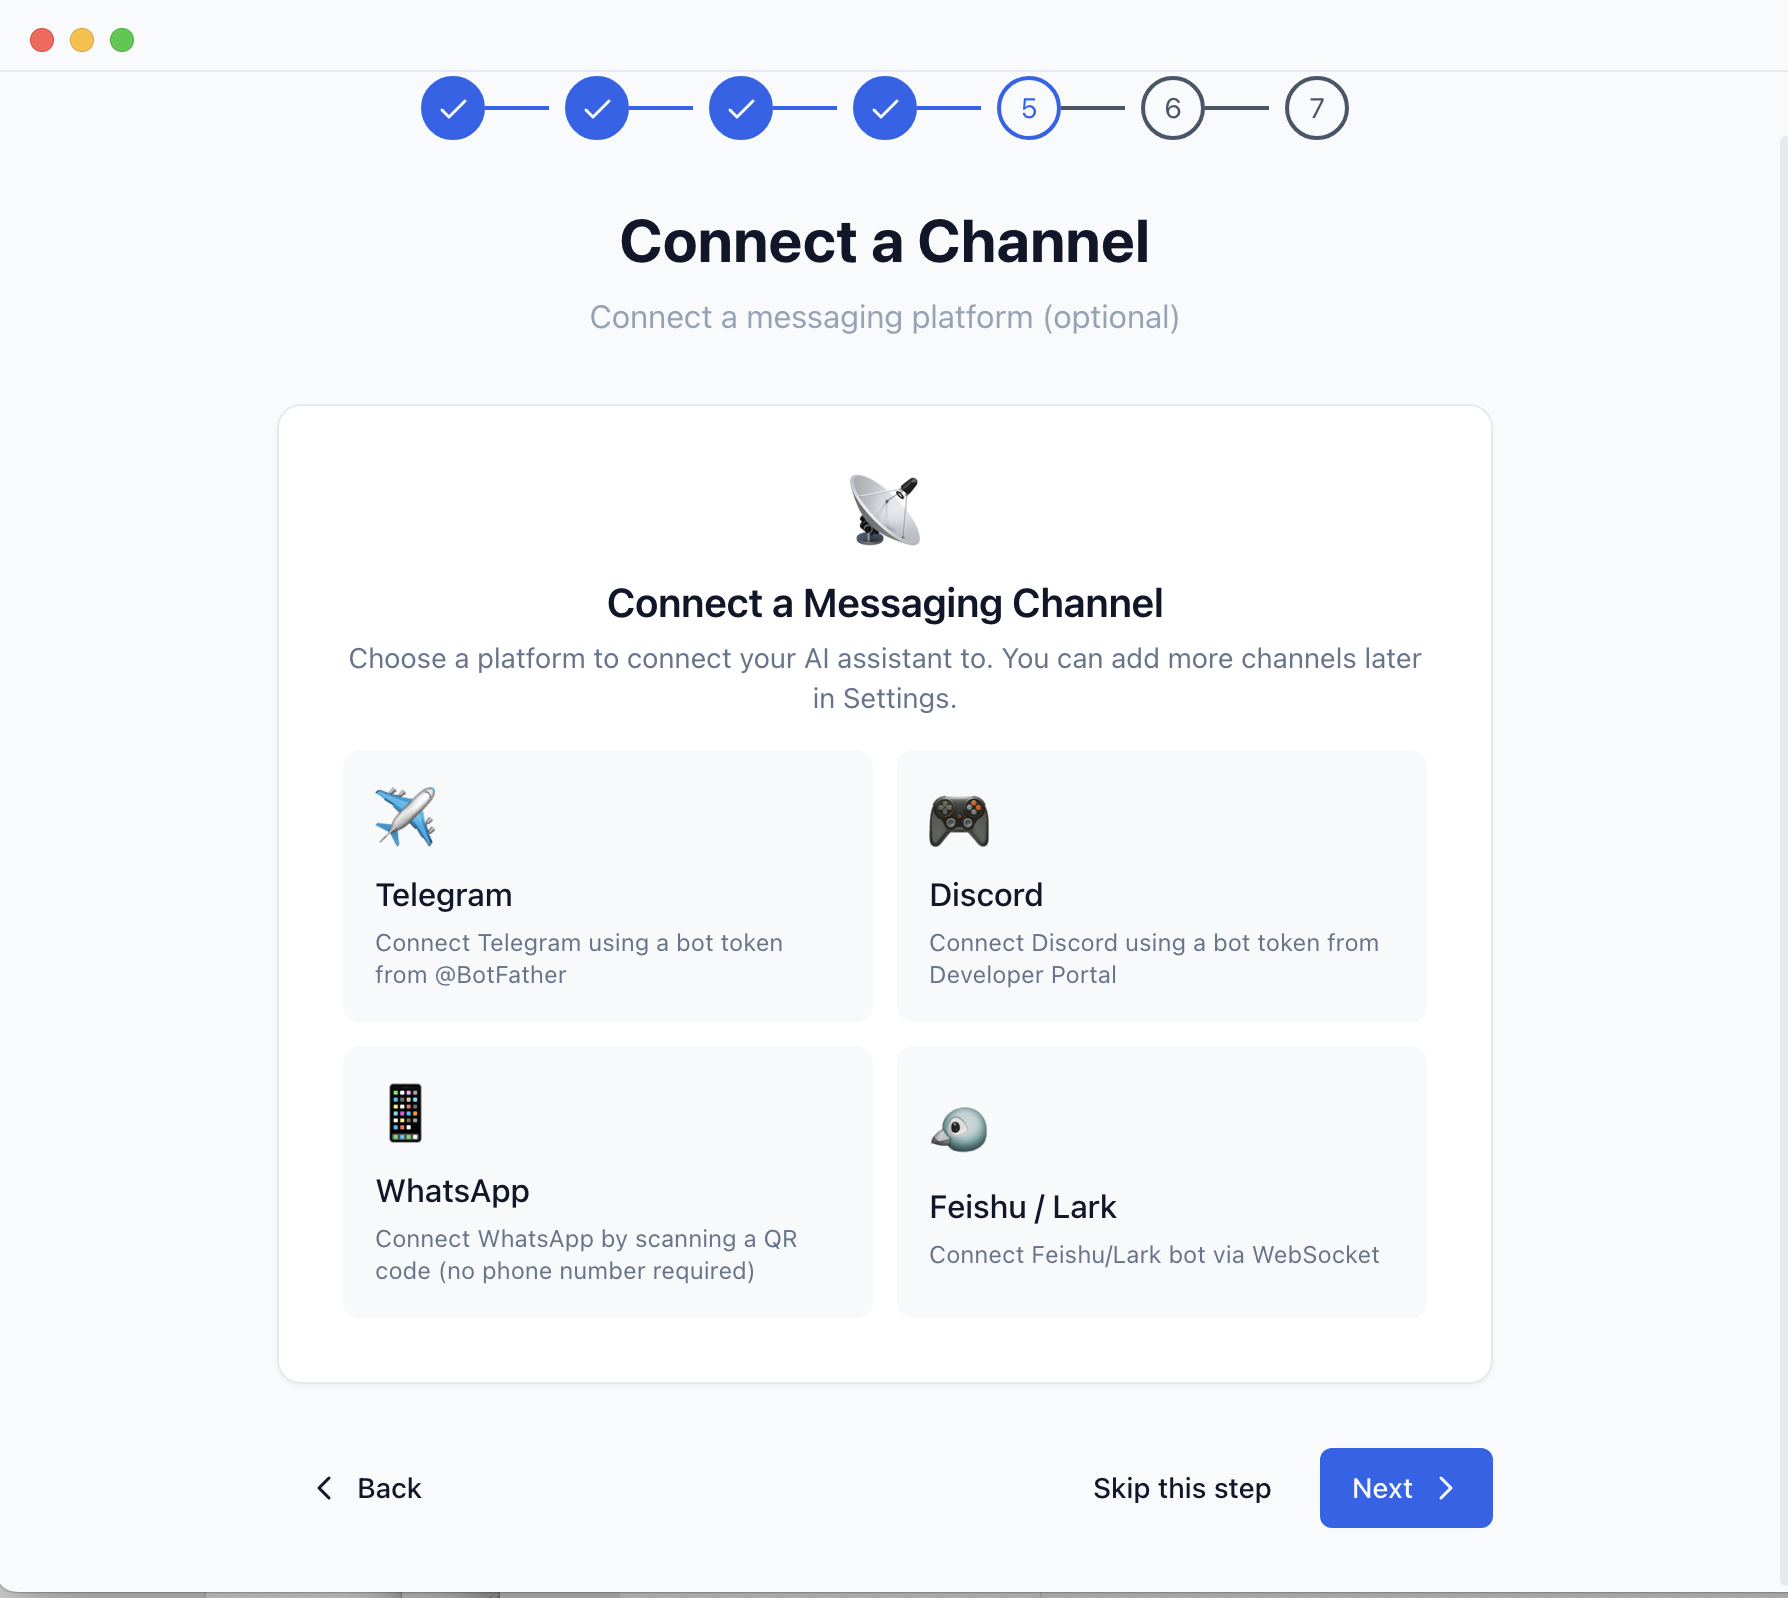 5
6
7
Connect a Channel
Connect a messaging platform (optional)
Connect a Messaging Channel
Choose a platform to connect your AI assistant to. You can add more channels later
in Settings.
Telegram
Connect Telegram using a bot token
from @BotFather
Discord
Connect Discord using a bot token from
Developer Portal
WhatsApp
Connect WhatsApp by scanning a QR
code (no phone number required)
Feishu / Lark
Connect Feishu/Lark bot via WebSocket
Back
Skip this step
Next